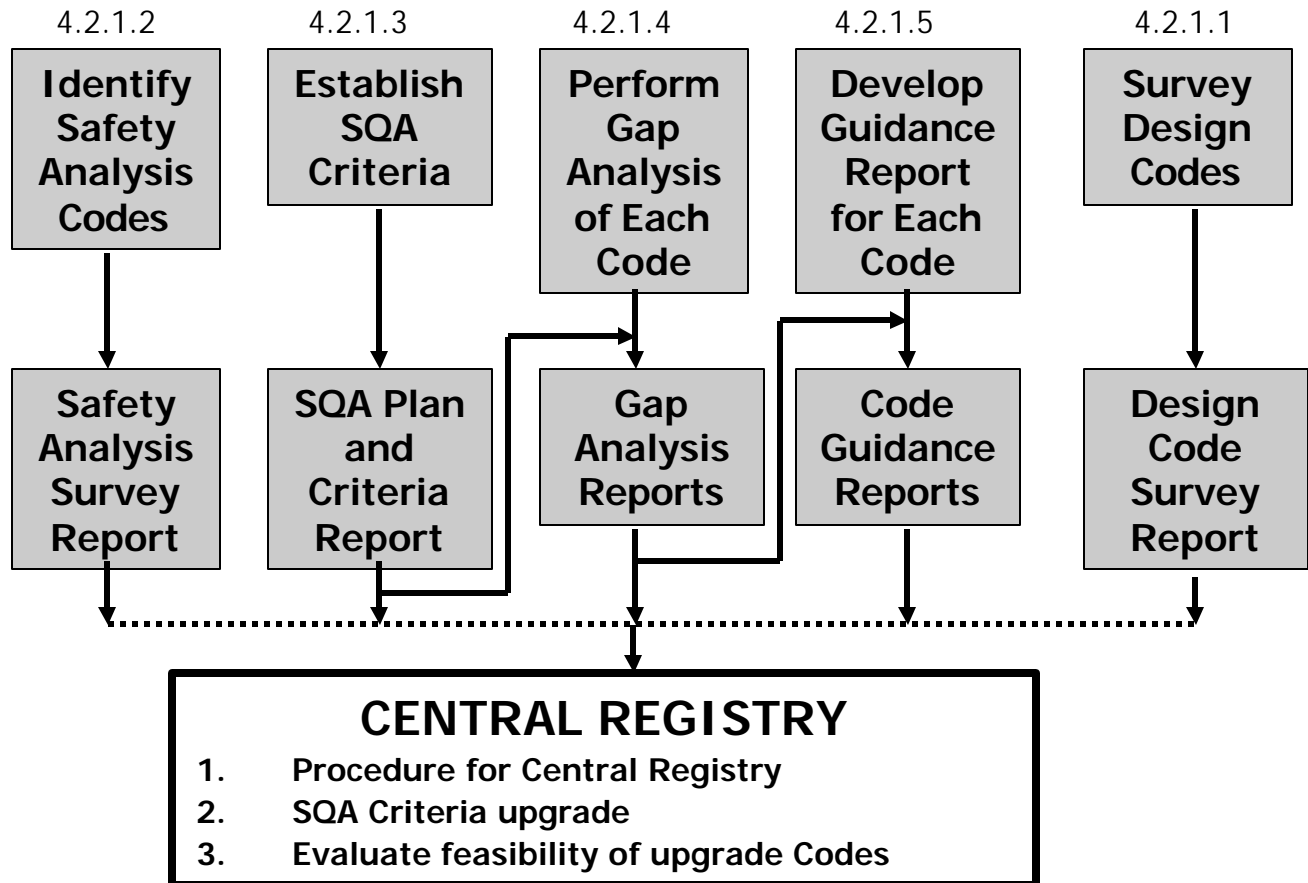 4.2.1.2
4.2.1.3
4.2.1.4
4.2.1.5
4.2.1.1
Identify
Safety
Analysis
Codes
Establish
SQA
Criteria
Perform
Gap
Analysis
of Each
Code
Develop
Guidance
Report
for Each
Code
Survey
Design
Codes
Safety
Analysis
Survey
Report
SQA Plan
and
Criteria
Report
Gap
Analysis
Reports
Code
Guidance
Reports
Design
Code
Survey
Report
CENTRAL REGISTRY
1. Procedure for Central Registry
2. SQA Criteria upgrade
3. Evaluate feasibility of upgrade Codes